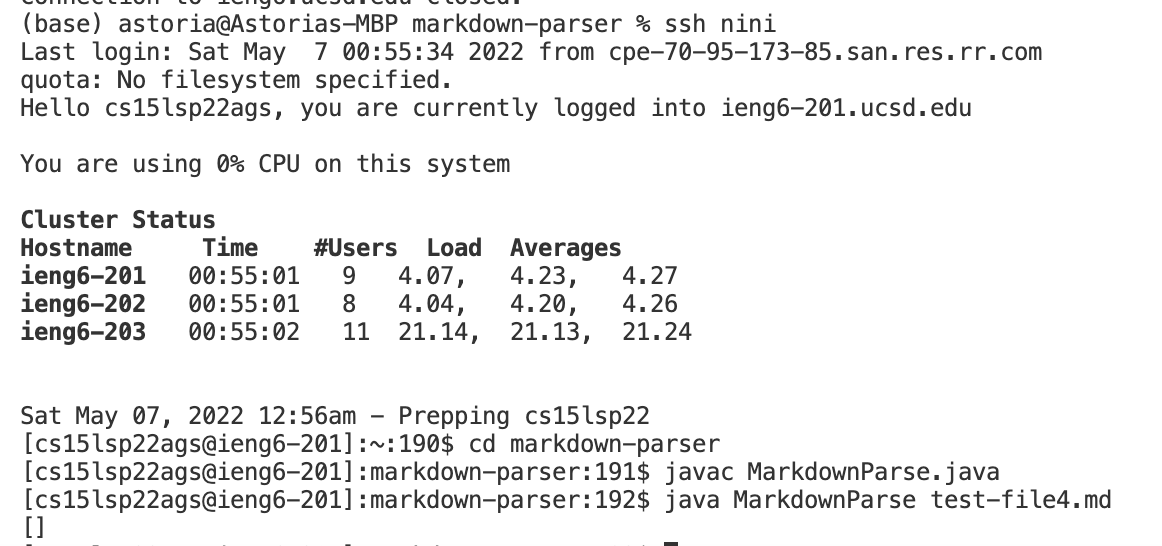 connection to ieng6.ucsd.edu closed.
(base) astoria@Astorias-MBP markdown-parser % ssh nini
Last login: Sat May  7 00:55:34 2022 from cpe-70-95-173-85.san.res.rr.com
quota: No filesystem specified.
Hello cs15lsp22ags, you are currently logged into ieng6-201.ucsd.edu
You are using 0% CPU on this system
Cluster Status
Hostname     Time    #Users  Load  Averages
ieng6-201   00:55:01   9   4.07,   4.23,   4.27
ieng6-202   00:55:01   8   4.04,   4.20,   4.26
ieng6-203   00:55:02   11  21.14,  21.13,  21.24
Sat May 07, 2022 12:56am - Prepping cs15lsp22
[cs15lsp22ags@ieng6-201]:~:190$ cd markdown-parser
[cs15lsp22ags@ieng6-201]:markdown-parser:191$ javac MarkdownParse.java
[cs15lsp22ags@ieng6-201]:markdown-parser:192$ java MarkdownParse test-file4.md
[]